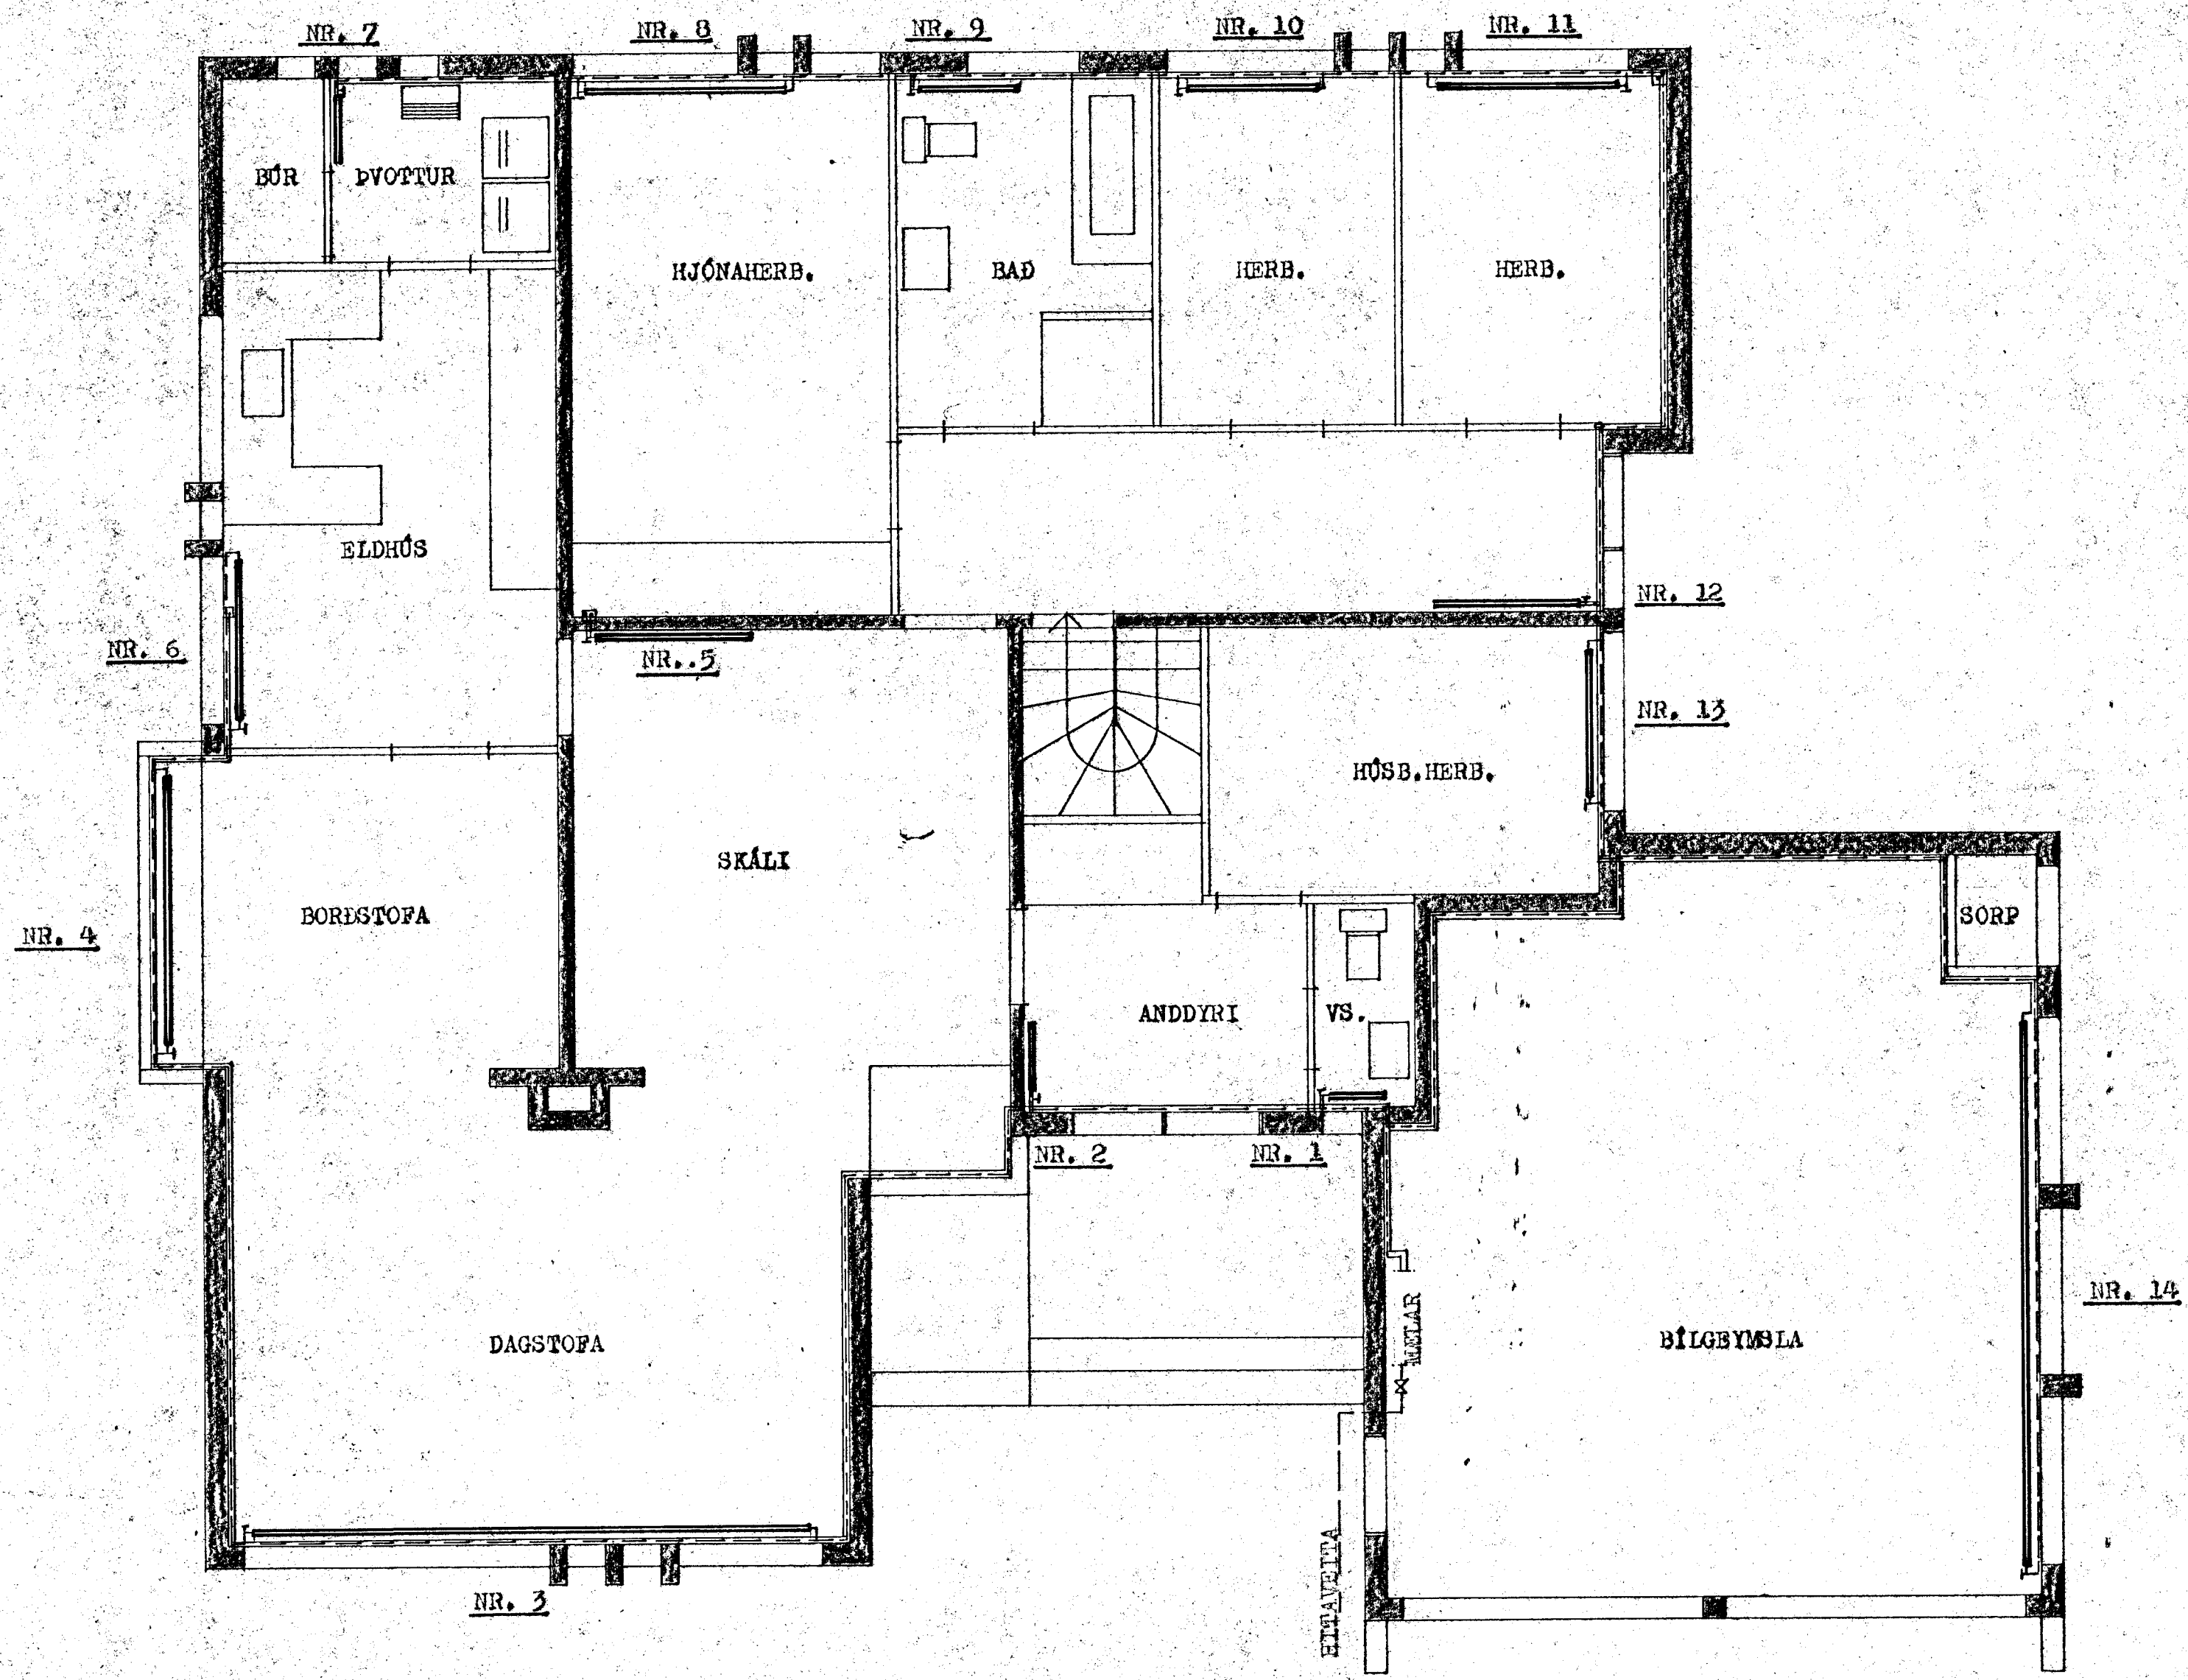 NR. 7
NR. 8
NR. 9
NR. 10
NR. 11
BÚR
ÞVOTTUR
HJÓNAHERB.
BAÐ
HERB.
HERB.
ELDHÚS
NR. 12
NR. 6
NR..5
NR. 13
HÚSB.HERB.
SKÁLI
BORÐSTOFA
SORP
NR. 4
ANDDYRI
VS.
NR. 2
NR. 1
NR. 14
MÆLAR
DAGSTOFA
BÍLGEYMSLA
HITAVEITA
NR. 3